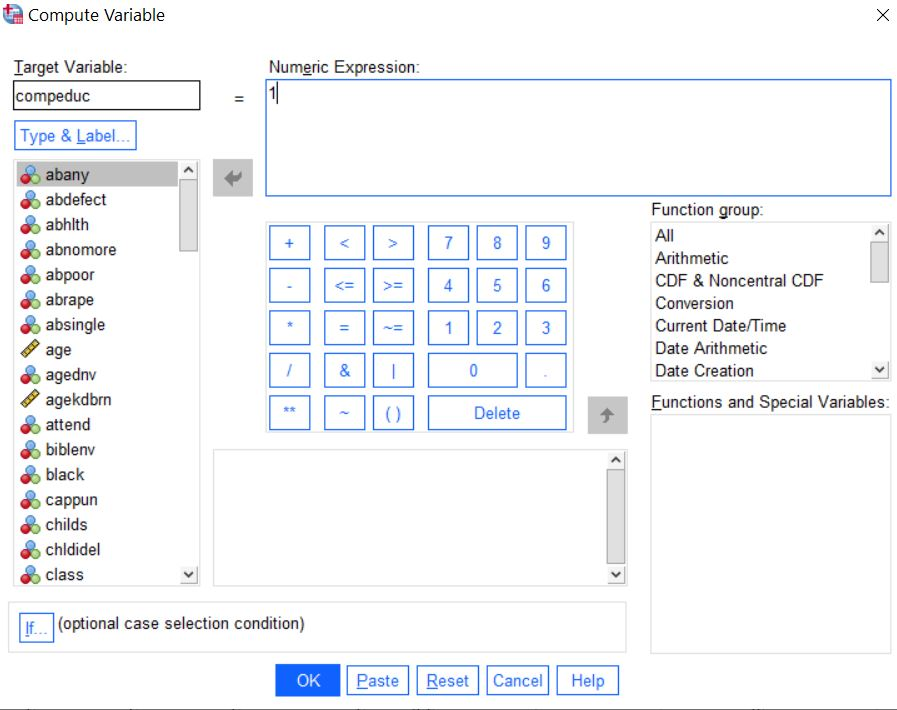 Compute Variable
Target Variable:
compeduc
=
Numeric Expression:
1
Type & Label...
abany
abdefect
abhlth
abnomore
abpoor
abrape
absingle
age
agednv
agekdbrn
attend
biblenv
black
cappun
childs
chldidel
class
+ < > 7 8 9
- <= >= 4 5 6
* = ~= 1 2 3
/ & | 0 .
** ~ ( ) Delete
Function group:
All
Arithmetic
CDF & Noncentral CDF
Conversion
Current Date/Time
Date Arithmetic
Date Creation
Functions and Special Variables:
If... (optional case selection condition)
OK Paste Reset Cancel Help